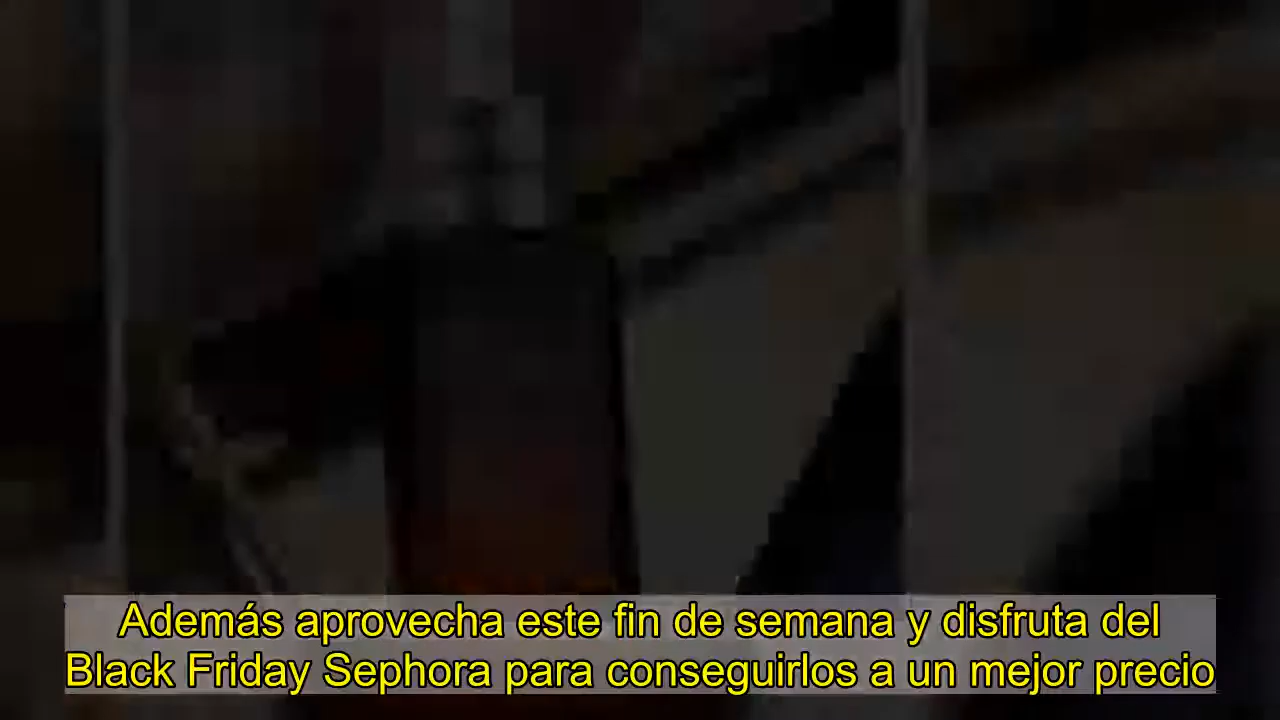 Además aprovecha este fin de semana y disfruta del
Black Friday Sephora para conseguirlos a un mejor precio